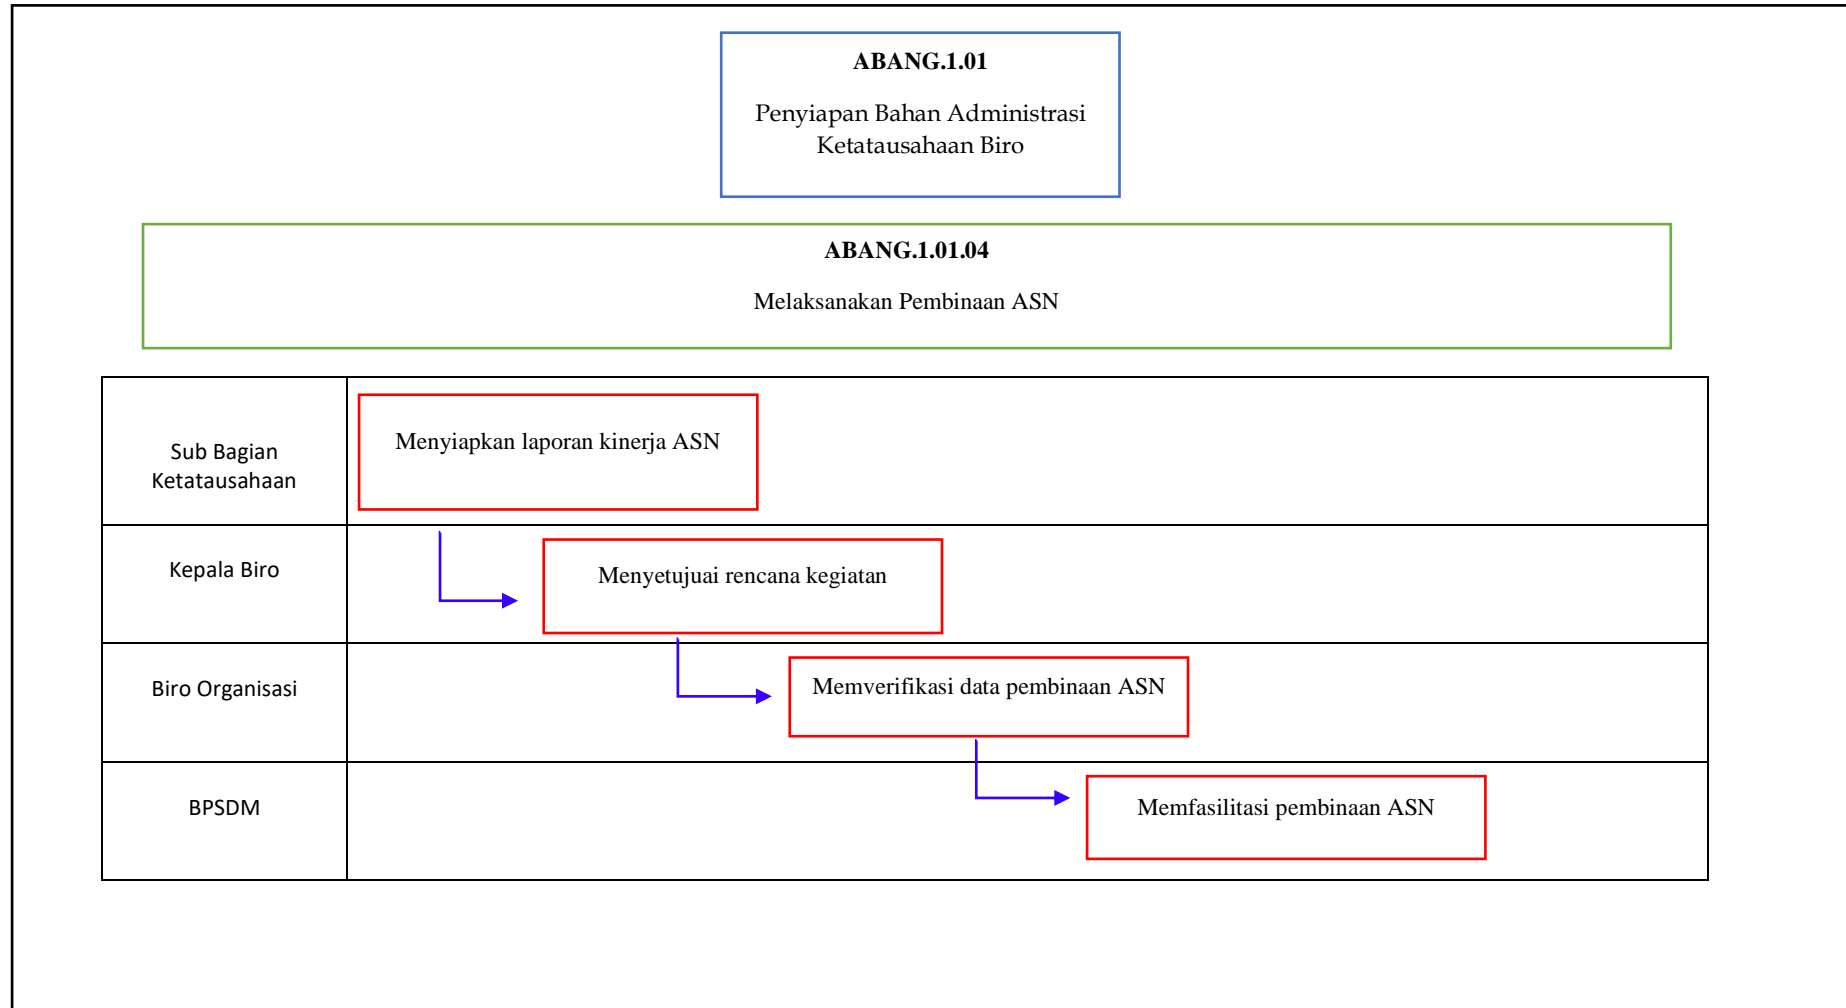 ABANG.1.01
Penyiapan Bahan Administrasi
Ketatausahaan Biro
ABANG.1.01.04
Melaksanakan Pembinaan ASN
Sub Bagian
Ketatausahaan
Menyiapkan laporan kinerja ASN
Kepala Biro
Menyetujuai rencana kegiatan
Biro Organisasi
Memverifikasi data pembinaan ASN
BPSDM
Memfasilitasi pembinaan ASN